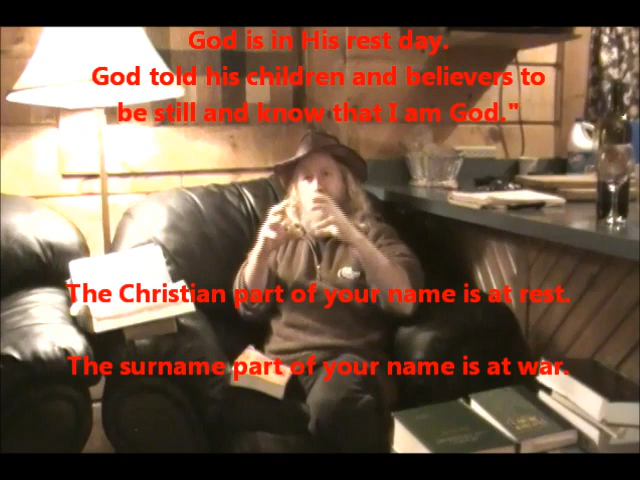 God is in His rest day.
God told his children and believers to
be still and know that I am God."
The Christian part of your name is at rest.
The surname part of your name is at war.